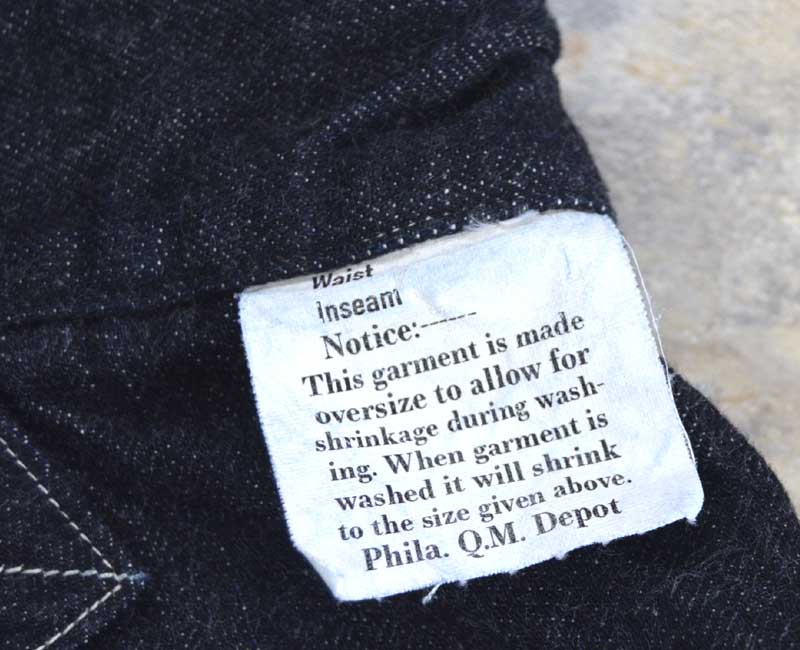 Waist
Inseam
Notice:------
This garment is made
oversize to allow for
shrinkage during wash-
ing. When garment is
washed it will shrink
to the size given above.
Phila. Q.M. Depot